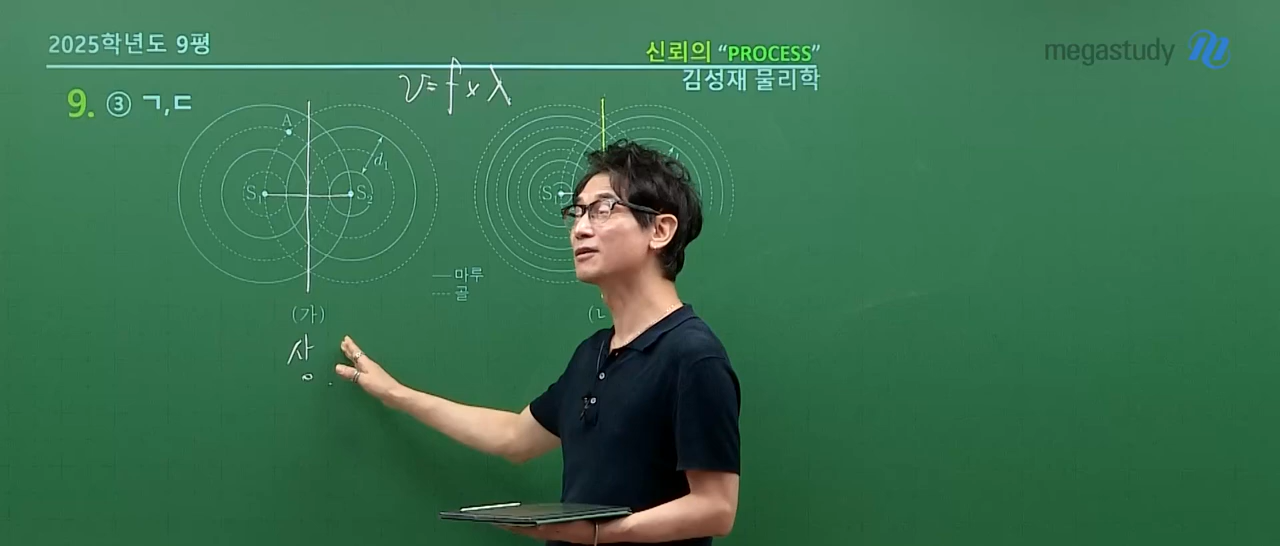 2025학년도 9평
신뢰의 “PROCESS”
김성재 물리학
megastudy
v = f × λ
9. ③ ㄱ,ㄷ
A
d₁
S₁ S₂
S₁
마루
골
(가)
상